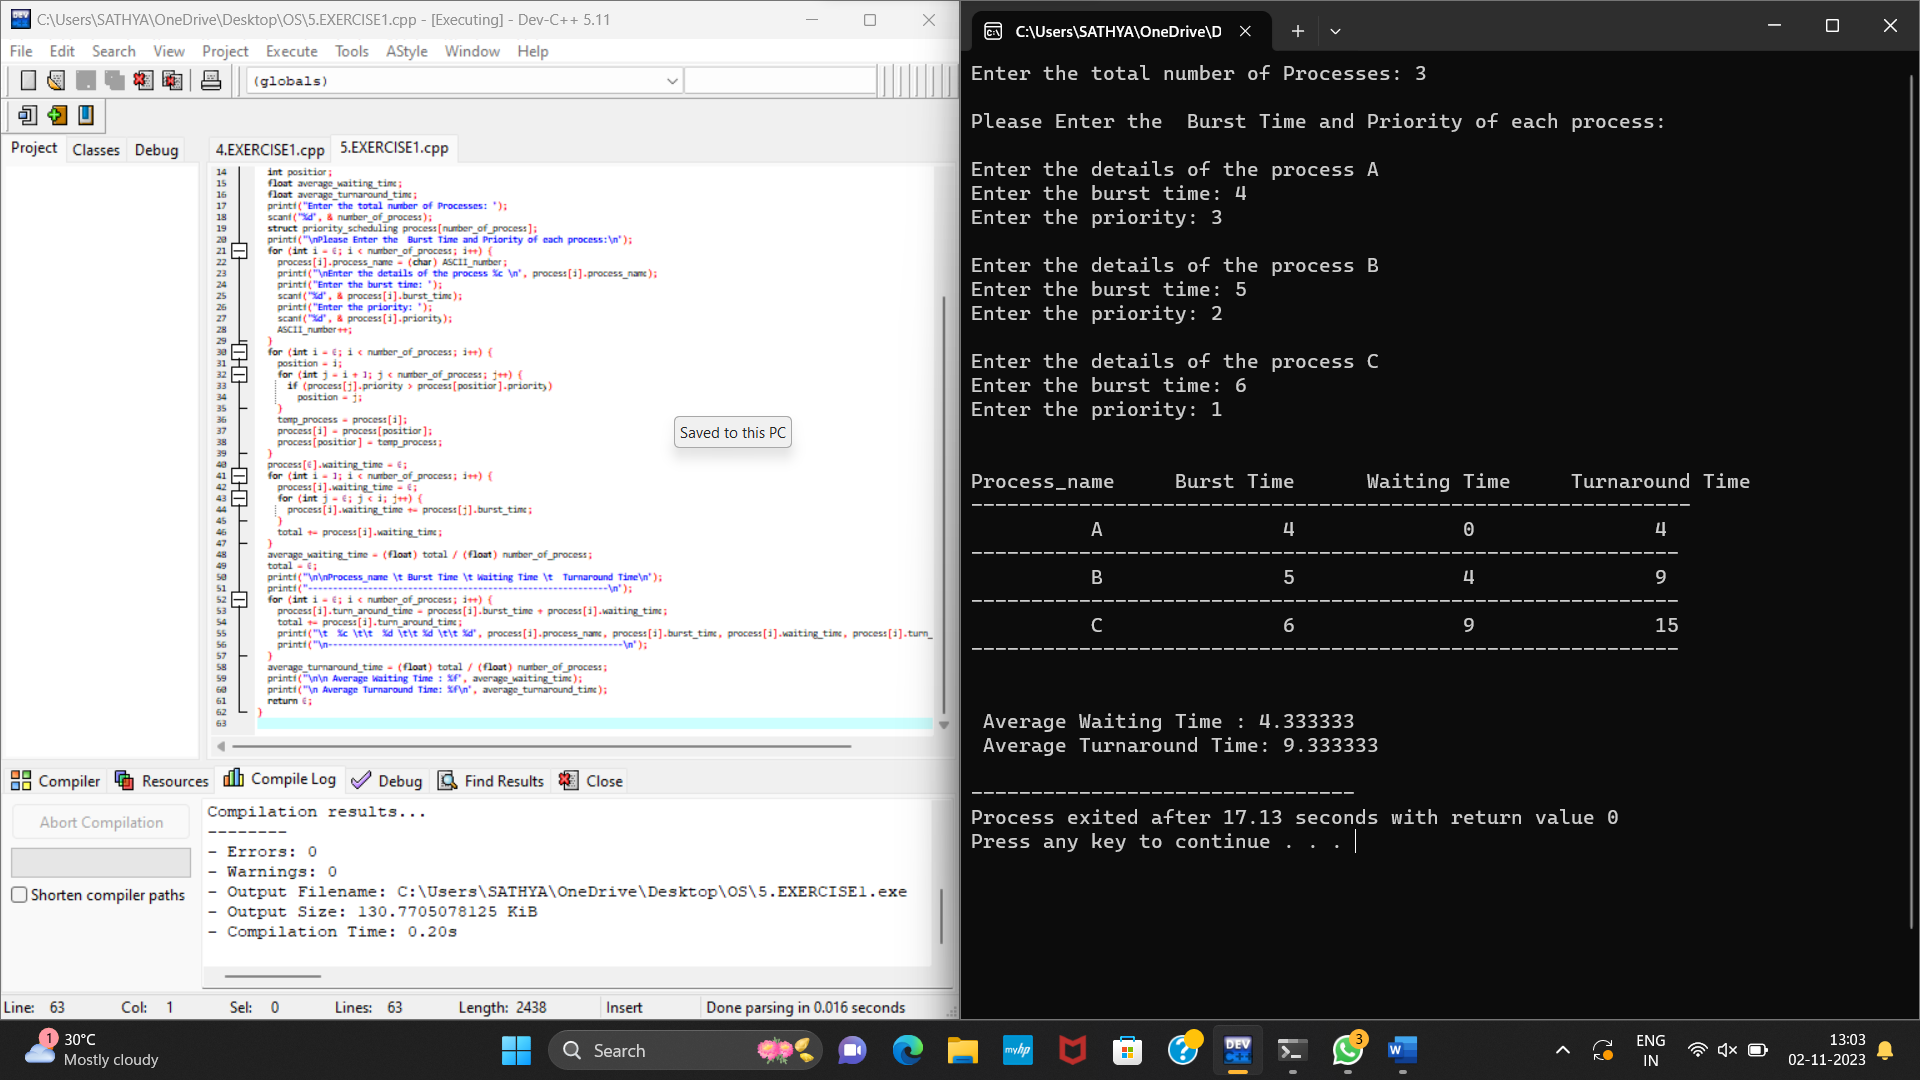 C:\Users\SATHYA\OneDrive\Desktop\OS\5.EXERCISE1.cpp - [Executing] - Dev-C++ 5.11
File Edit Search View Project Execute Tools AStyle Window Help
(globals)
Project Classes Debug
4.EXERCISE1.cpp 5.EXERCISE1.cpp
14 int position;
15 float average_waiting_time;
16 float average_turnaround_time;
17 printf("Enter the total number of Processes: ");
18 scanf("%d", & number_of_process);
19 struct priority_scheduling process[number_of_process];
20 printf("\nPlease Enter the  Burst Time and Priority of each process:\n");
21 for (int i = 0; i < number_of_process; i++) {
22 process[i].process_name = (char) ASCII_number;
23 printf("\nEnter the details of the process %c \n", process[i].process_name);
24 printf("Enter the burst time: ");
25 scanf("%d", & process[i].burst_time);
26 printf("Enter the priority: ");
27 scanf("%d", & process[i].priority);
28 ASCII_number++;
29 }
30 for (int i = 0; i < number_of_process; i++) {
31 position = i;
32 for (int j = i + 1; j < number_of_process; j++) {
33 if (process[j].priority > process[position].priority)
34 position = j;
35 }
36 temp_process = process[i];
37 process[i] = process[position];
38 process[position] = temp_process;
39 }
40 process[0].waiting_time = 0;
41 for (int i = 1; i < number_of_process; i++) {
42 process[i].waiting_time = 0;
43 for (int j = 0; j < i; j++) {
44 process[i].waiting_time += process[j].burst_time;
45 }
46 total += process[i].waiting_time;
47 }
48 average_waiting_time = (float) total / (float) number_of_process;
49 total = 0;
50 printf("\n\nProcess_name \t Burst Time \t Waiting Time \t  Turnaround Time\n");
51 printf("------------------------------------------------------------\n");
52 for (int i = 0; i < number_of_process; i++) {
53 process[i].turn_around_time = process[i].burst_time + process[i].waiting_time;
54 total += process[i].turn_around_time;
55 printf("\t  %c \t\t  %d \t\t %d \t\t %d", process[i].process_name, process[i].burst_time, process[i].waiting_time, process[i].turn_
56 printf("\n-----------------------------------------------------------\n");
57 }
58 average_turnaround_time = (float) total / (float) number_of_process;
59 printf("\n\n Average Waiting Time : %f", average_waiting_time);
60 printf("\n Average Turnaround Time: %f\n", average_turnaround_time);
61 return 0;
62 }
63
Saved to this PC
Compiler Resources Compile Log Debug Find Results Close
Abort Compilation
Shorten compiler paths
Compilation results...
--------
- Errors: 0
- Warnings: 0
- Output Filename: C:\Users\SATHYA\OneDrive\Desktop\OS\5.EXERCISE1.exe
- Output Size: 130.7705078125 KiB
- Compilation Time: 0.20s
Line: 63 Col: 1 Sel: 0 Lines: 63 Length: 2438 Insert Done parsing in 0.016 seconds
C:\Users\SATHYA\OneDrive\D
Enter the total number of Processes: 3
Please Enter the  Burst Time and Priority of each process:
Enter the details of the process A
Enter the burst time: 4
Enter the priority: 3
Enter the details of the process B
Enter the burst time: 5
Enter the priority: 2
Enter the details of the process C
Enter the burst time: 6
Enter the priority: 1
Process_name Burst Time Waiting Time Turnaround Time
------------------------------------------------------------
A 4 0 4
-----------------------------------------------------------
B 5 4 9
-----------------------------------------------------------
C 6 9 15
-----------------------------------------------------------
Average Waiting Time : 4.333333
Average Turnaround Time: 9.333333
--------------------------------
Process exited after 17.13 seconds with return value 0
Press any key to continue . . .
1
30°C
Mostly cloudy
Search
myhp
DEV
C++
3
W
ENG
IN
13:03
02-11-2023